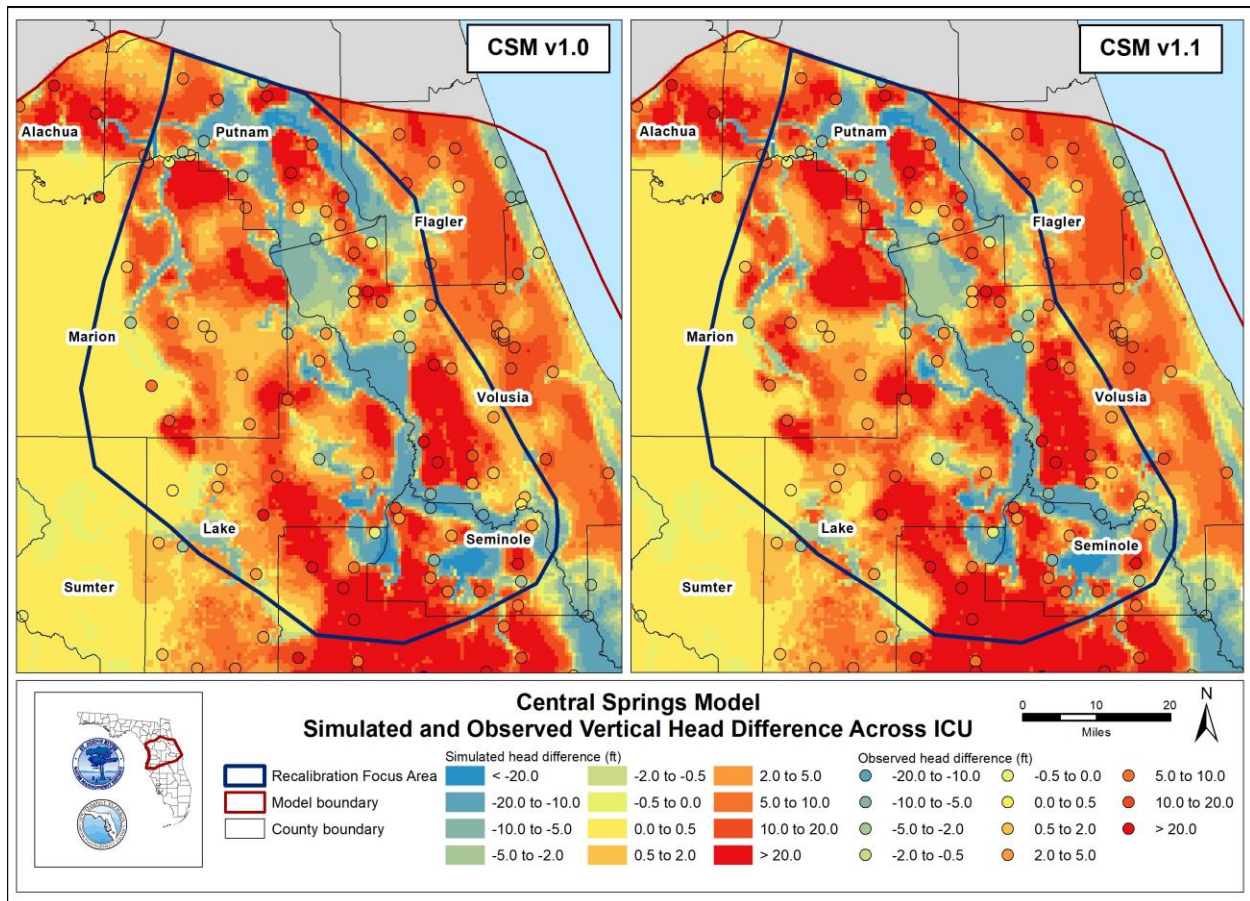 CSM v1.0
CSM v1.1
Alachua
Putnam
Flagler
Marion
Volusia
Lake
Seminole
Sumter
Alachua
Putnam
Flagler
Marion
Volusia
Lake
Seminole
Sumter
Central Springs Model
Simulated and Observed Vertical Head Difference Across ICU
0 10 20
Miles
N
Recalibration Focus Area
Model boundary
County boundary
Simulated head difference (ft)
< -20.0
-20.0 to -10.0
-10.0 to -5.0
-5.0 to -2.0
-2.0 to -0.5
-0.5 to 0.0
0.0 to 0.5
0.5 to 2.0
2.0 to 5.0
5.0 to 10.0
10.0 to 20.0
> 20.0
Observed head difference (ft)
-20.0 to -10.0
-10.0 to -5.0
-5.0 to -2.0
-2.0 to -0.5
-0.5 to 0.0
0.0 to 0.5
0.5 to 2.0
2.0 to 5.0
5.0 to 10.0
10.0 to 20.0
> 20.0